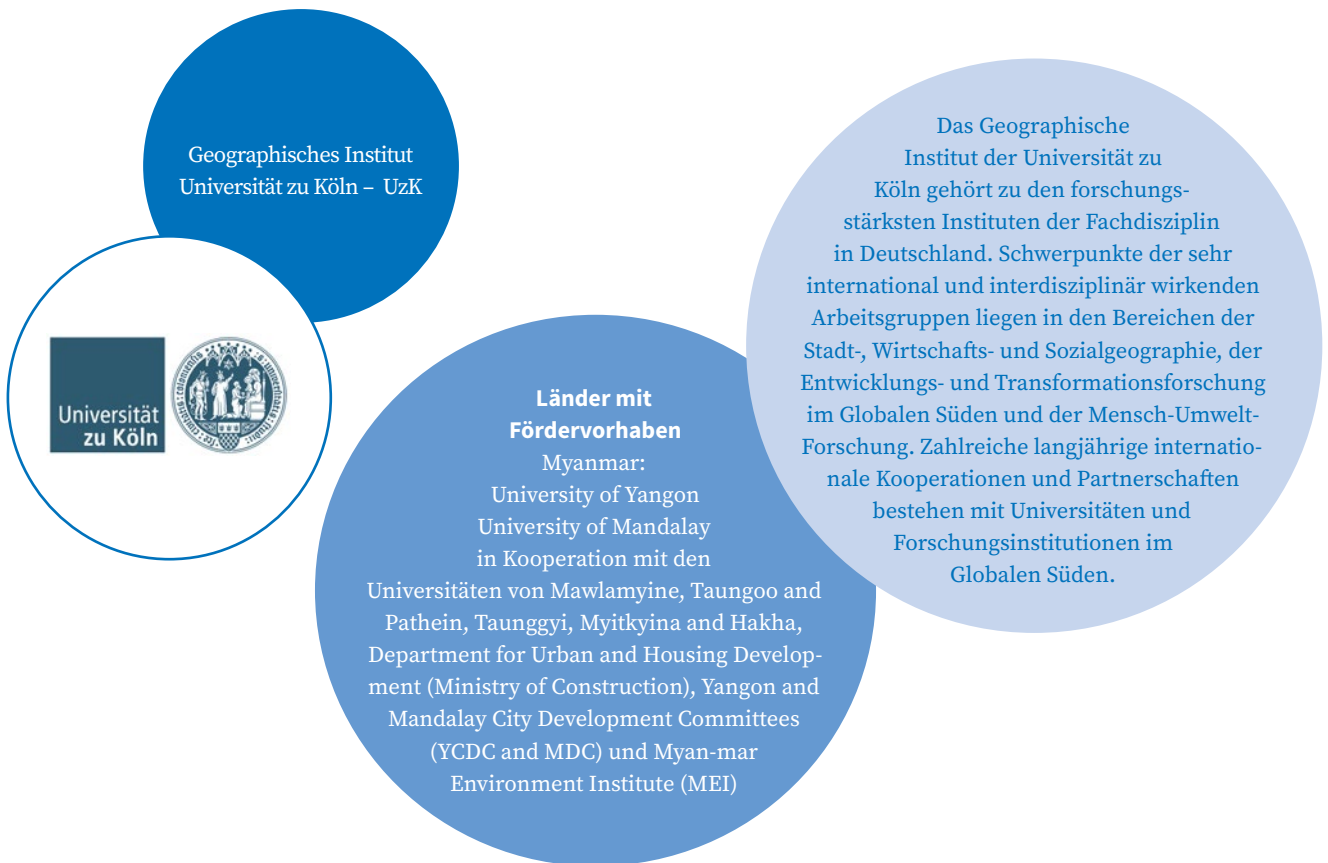 Geographisches Institut
Universität zu Köln – UzK
Universität
zu Köln
Länder mit
Fördervorhaben
Myanmar:
University of Yangon
University of Mandalay
in Kooperation mit den
Universitäten von Mawlamyine, Taungoo and
Pathein, Taunggyi, Myitkyina and Hakha,
Department for Urban and Housing Develop-
ment (Ministry of Construction), Yangon and
Mandalay City Development Committees
(YCDC and MDC) und Myan-mar
Environment Institute (MEI)
Das Geographische
Institut der Universität zu
Köln gehört zu den forschungs-
stärksten Instituten der Fachdisziplin
in Deutschland. Schwerpunkte der sehr
international und interdisziplinär wirkenden
Arbeitsgruppen liegen in den Bereichen der
Stadt-, Wirtschafts- und Sozialgeographie, der
Entwicklungs- und Transformationsforschung
im Globalen Süden und der Mensch-Umwelt-
Forschung. Zahlreiche langjährige internatio-
nale Kooperationen und Partnerschaften
bestehen mit Universitäten und
Forschungsinstitutionen im
Globalen Süden.